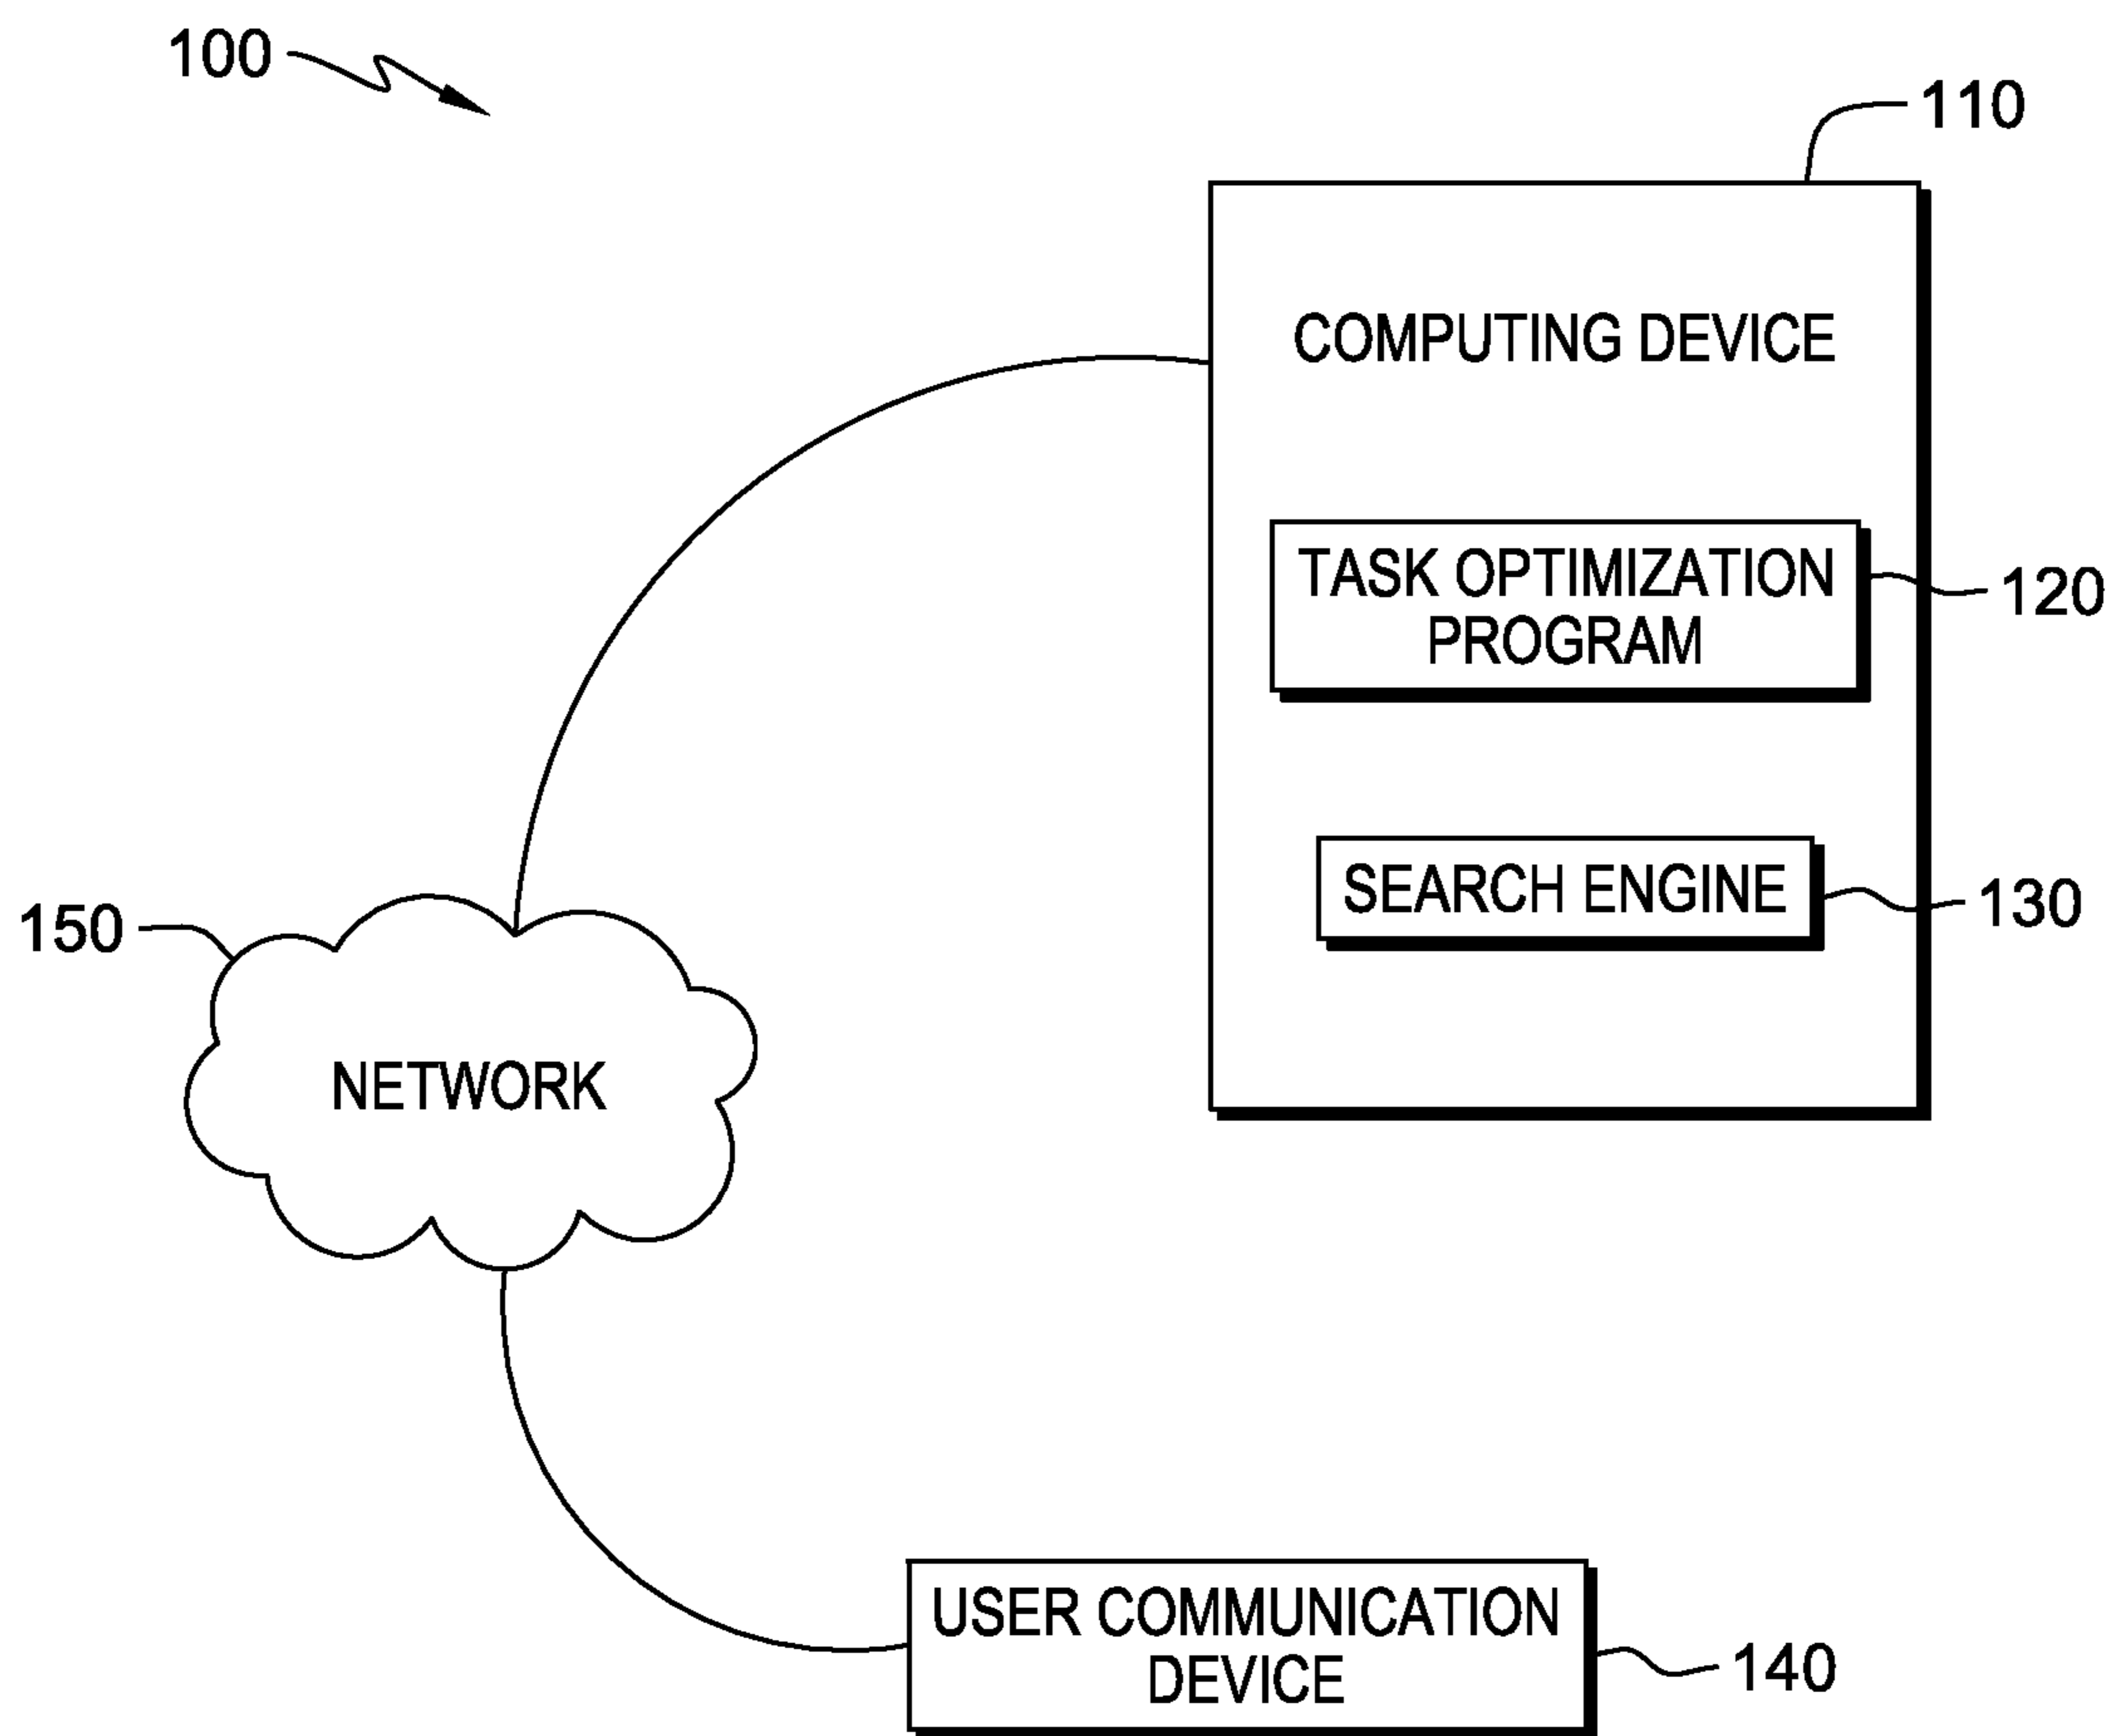 100
110
COMPUTING DEVICE
TASK OPTIMIZATION
PROGRAM
120
SEARCH ENGINE
130
150
NETWORK
USER COMMUNICATION
DEVICE
140